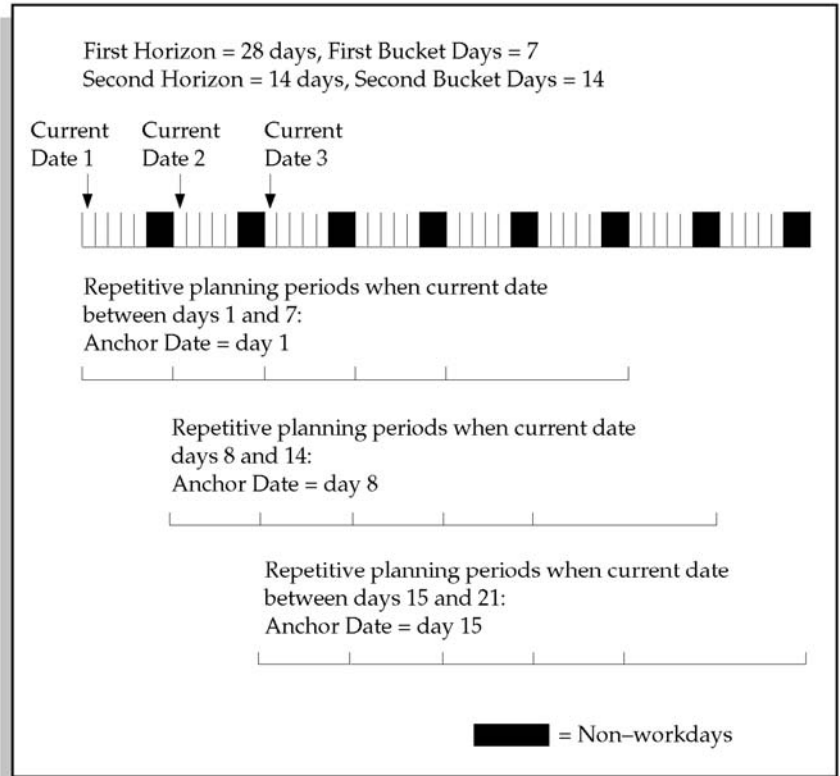 First Horizon = 28 days, First Bucket Days = 7
Second Horizon = 14 days, Second Bucket Days = 14
Current Date 1
Current Date 2
Current Date 3
Repetitive planning periods when current date
between days 1 and 7:
Anchor Date = day 1
Repetitive planning periods when current date
days 8 and 14:
Anchor Date = day 8
Repetitive planning periods when current date
between days 15 and 21:
Anchor Date = day 15
= Non–workdays